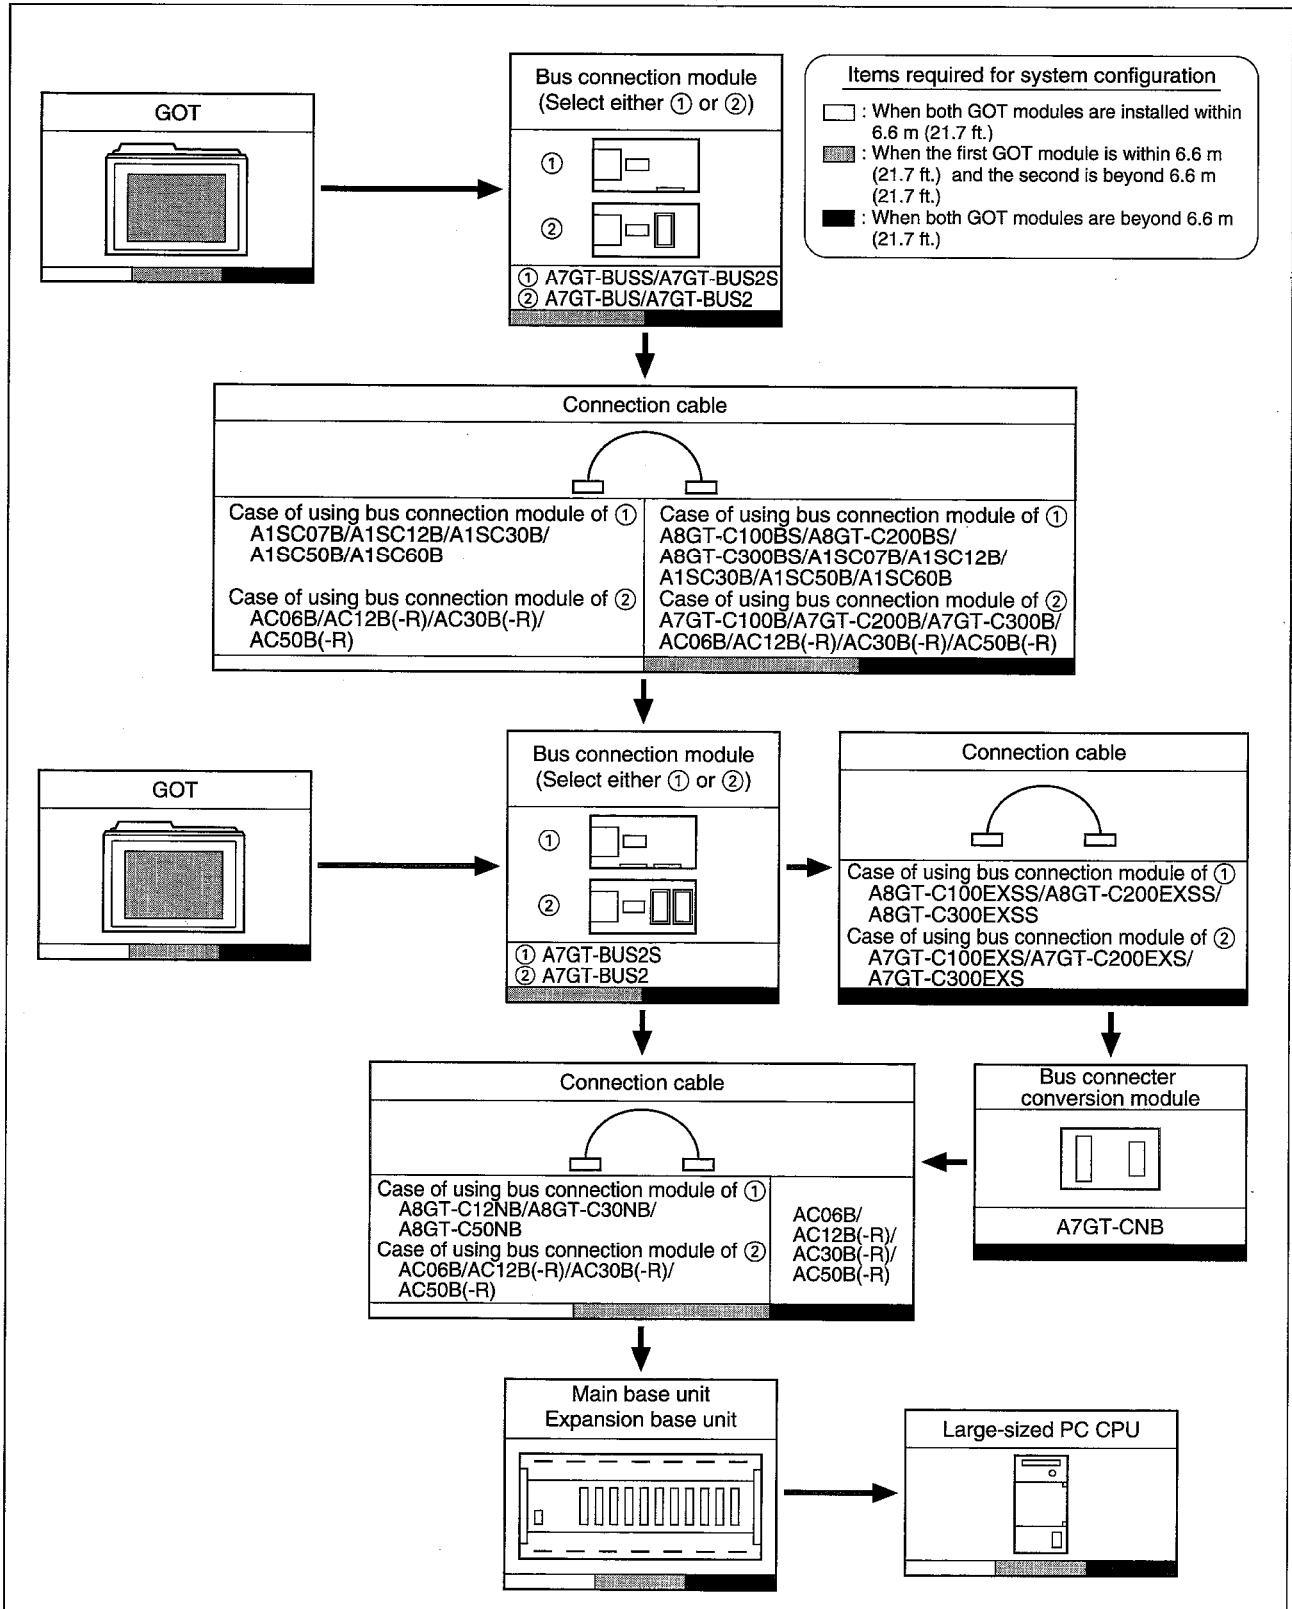 Bus connection module
(Select either ① or ②)
①
②
① A7GT-BUSS/A7GT-BUS2S
② A7GT-BUS/A7GT-BUS2
Items required for system configuration
: When both GOT modules are installed within
6.6 m (21.7 ft.)
: When the first GOT module is within 6.6 m
(21.7 ft.) and the second is beyond 6.6 m
(21.7 ft.)
: When both GOT modules are beyond 6.6 m
(21.7 ft.)
GOT
Connection cable
Case of using bus connection module of ①
A1SC07B/A1SC12B/A1SC30B/
A1SC50B/A1SC60B
Case of using bus connection module of ②
AC06B/AC12B(-R)/AC30B(-R)/
AC50B(-R)
Case of using bus connection module of ①
A8GT-C100BS/A8GT-C200BS/
A8GT-C300BS/A1SC07B/A1SC12B/
A1SC30B/A1SC50B/A1SC60B
Case of using bus connection module of ②
A7GT-C100B/A7GT-C200B/A7GT-C300B/
AC06B/AC12B(-R)/AC30B(-R)/AC50B(-R)
GOT
Bus connection module
(Select either ① or ②)
①
②
① A7GT-BUS2S
② A7GT-BUS2
Connection cable
Case of using bus connection module of ①
A8GT-C100EXSS/A8GT-C200EXSS/
A8GT-C300EXSS
Case of using bus connection module of ②
A7GT-C100EXS/A7GT-C200EXS/
A7GT-C300EXS
Connection cable
Case of using bus connection module of ①
A8GT-C12NB/A8GT-C30NB/
A8GT-C50NB
Case of using bus connection module of ②
AC06B/AC12B(-R)/AC30B(-R)/
AC50B(-R)
AC06B/
AC12B(-R)/
AC30B(-R)/
AC50B(-R)
Bus connecter
conversion module
A7GT-CNB
Main base unit
Expansion base unit
Large-sized PC CPU